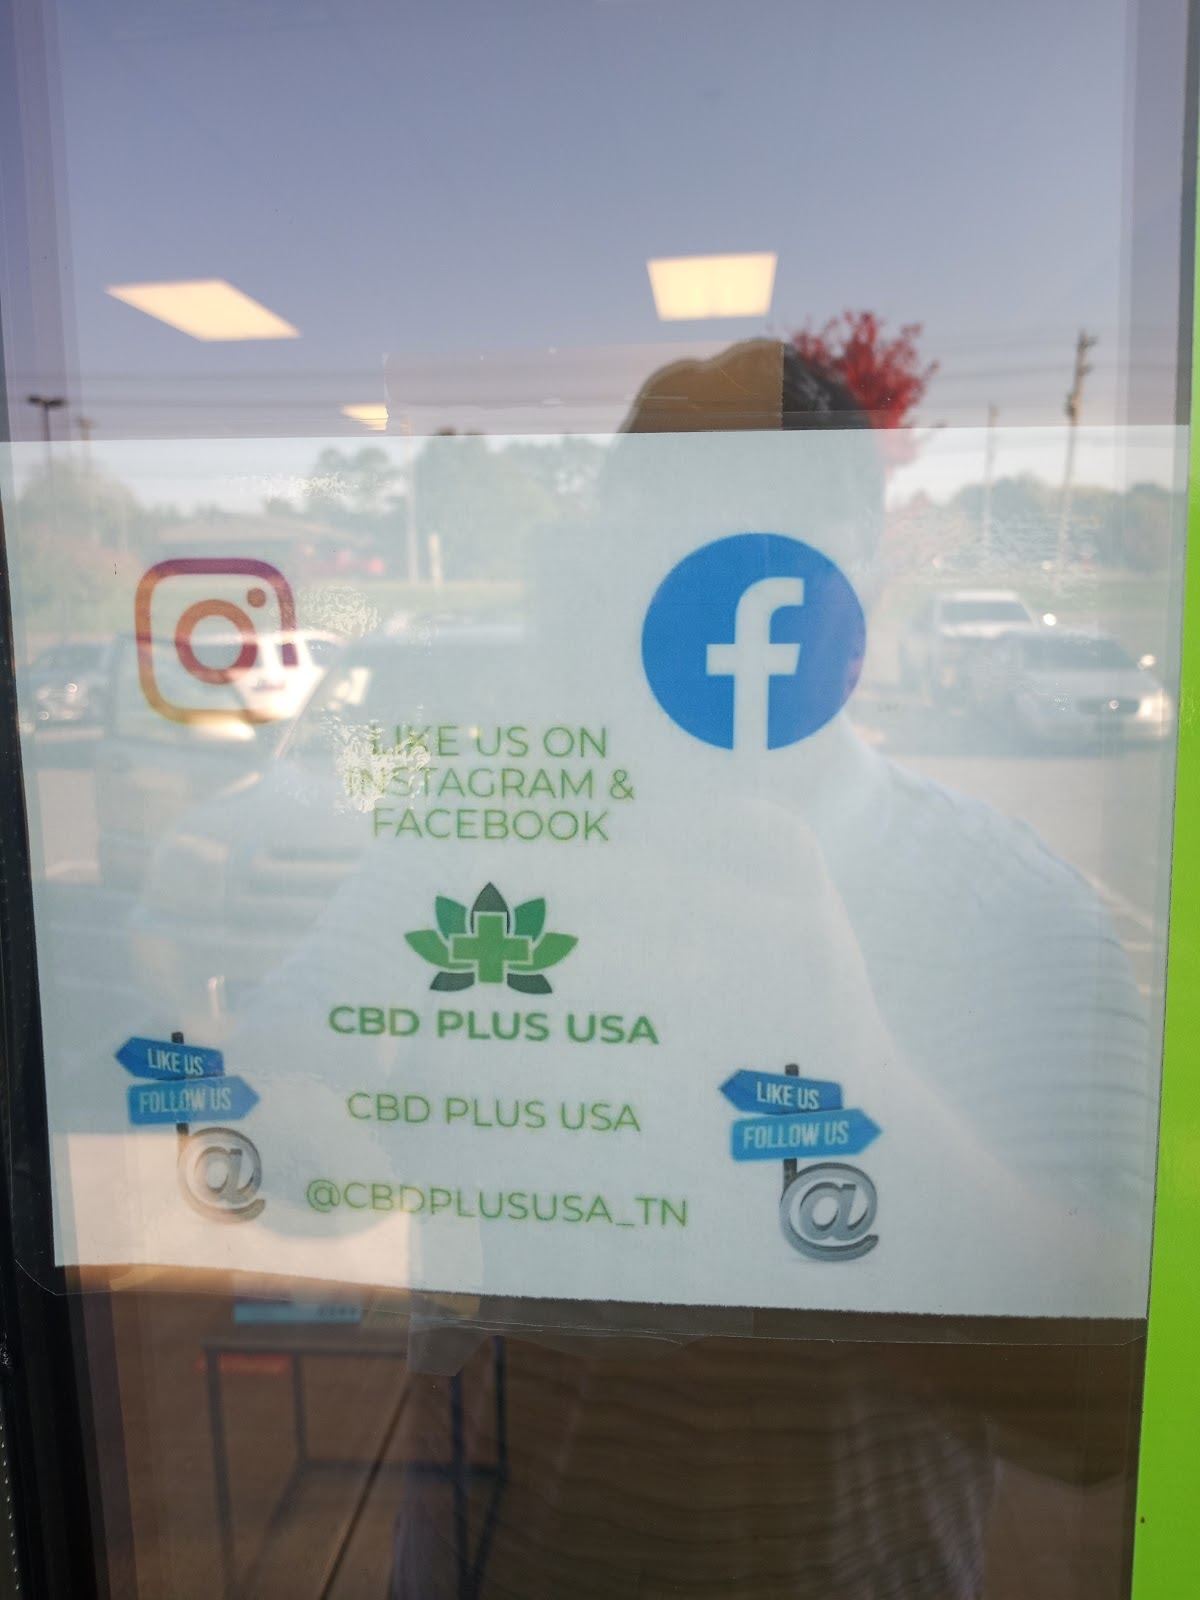 LIKE US ON
INSTAGRAM &
FACEBOOK
CBD PLUS USA
LIKE US
FOLLOW US
@
CBD PLUS USA
@CBDPLUSUSA_TN
LIKE US
FOLLOW US
@